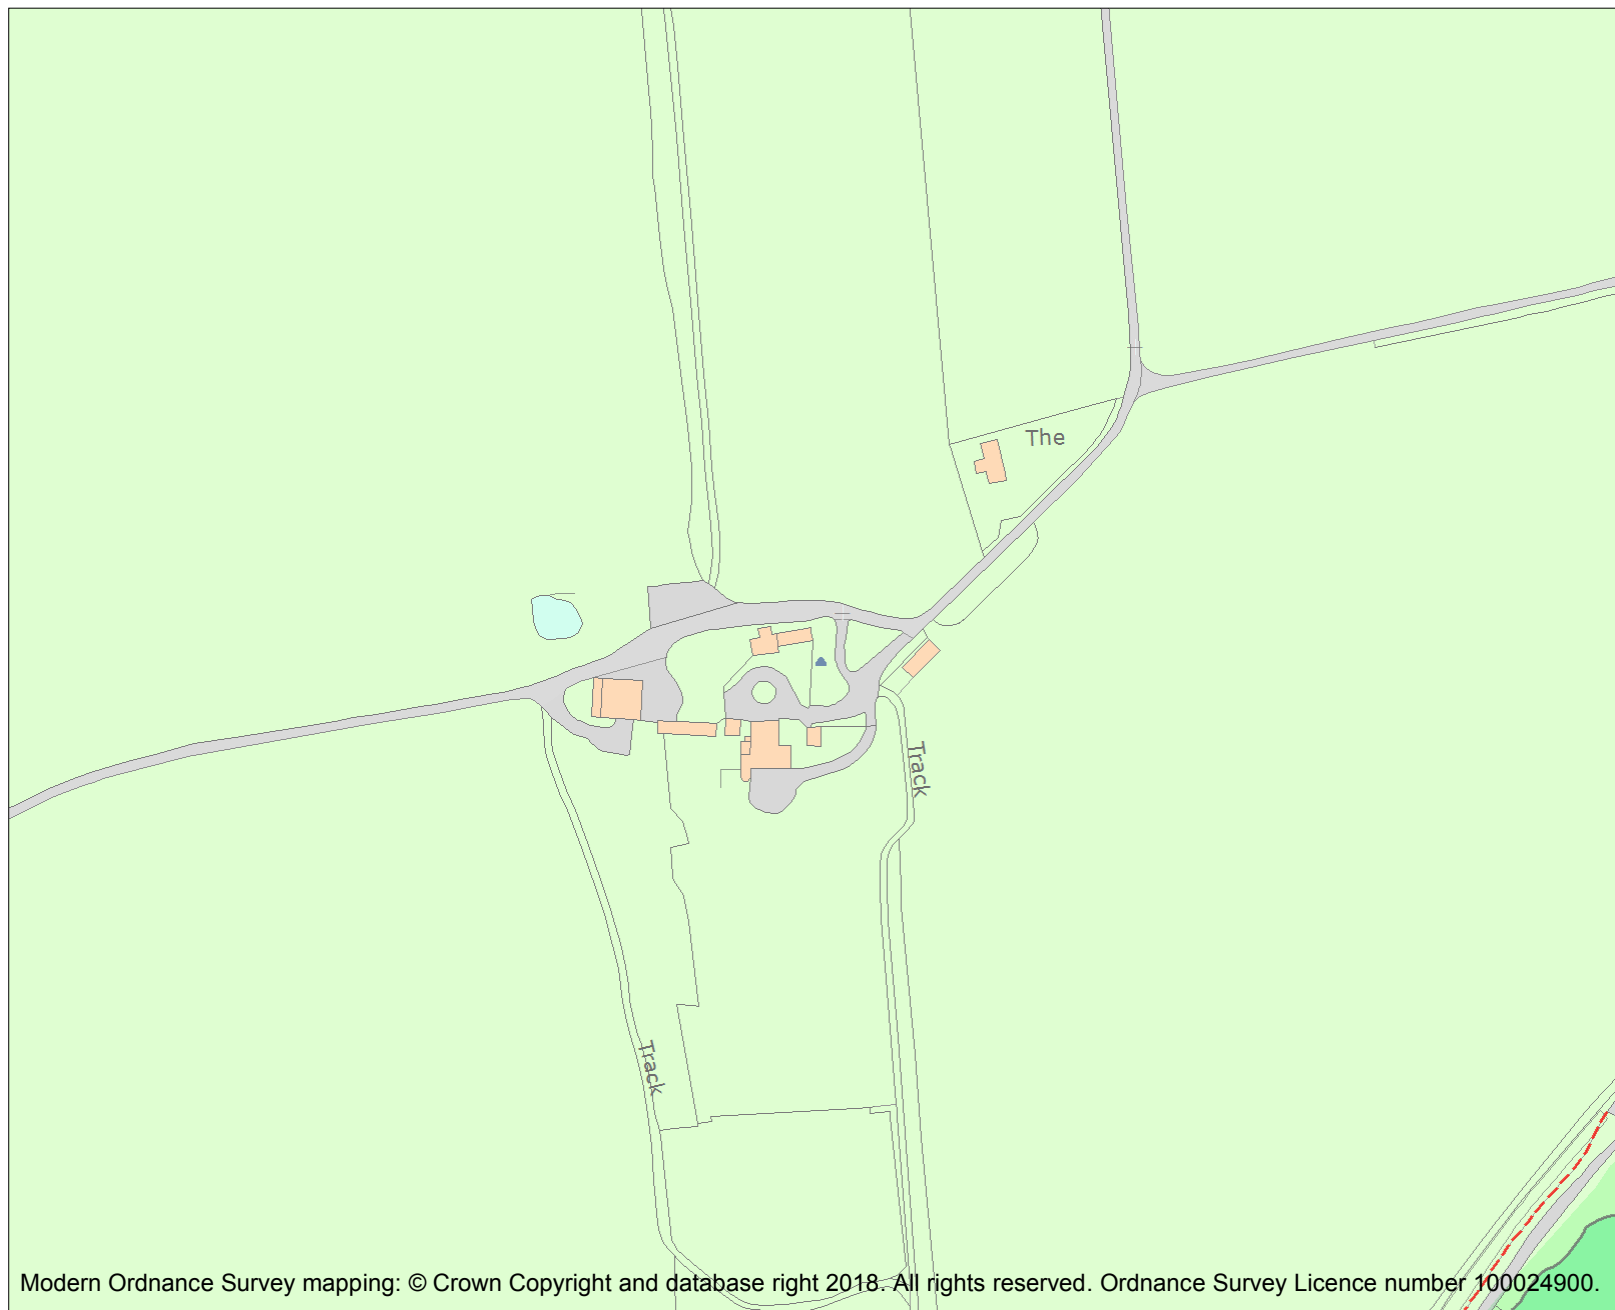 The
Track
Track
Modern Ordnance Survey mapping: © Crown Copyright and database right 2018. All rights reserved. Ordnance Survey Licence number 100024900.